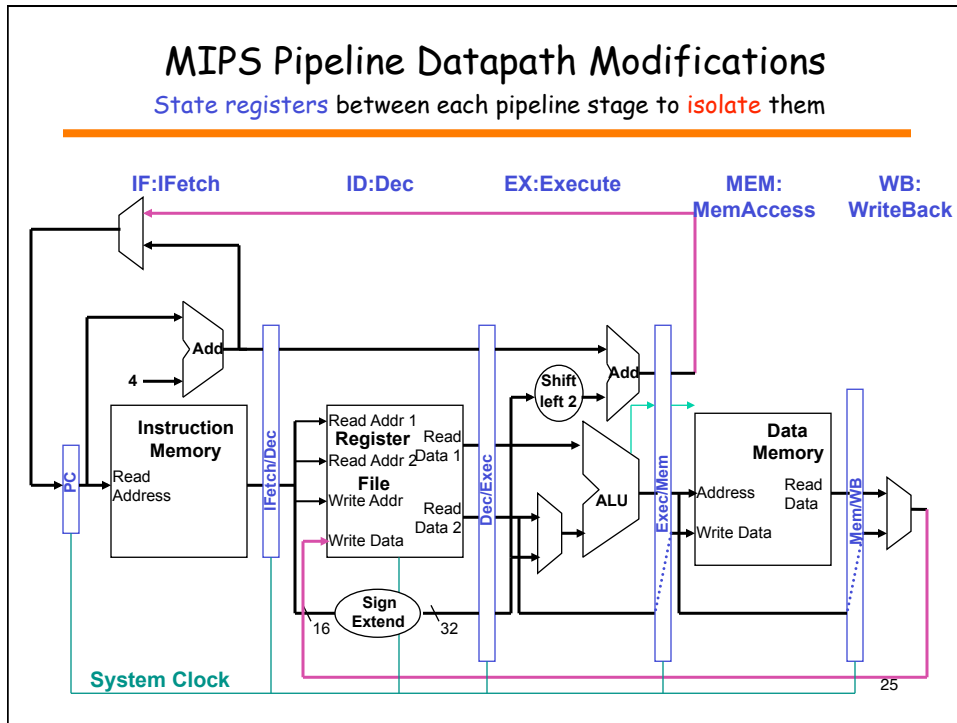 MIPS Pipeline Datapath Modifications
State registers between each pipeline stage to isolate them
IF:IFetch
ID:Dec
EX:Execute
MEM:
MemAccess
WB:
WriteBack
Add
4
Shift
left 2
Add
Instruction
Memory
Read
Address
PC
IFetch/Dec
Read Addr 1
Register
Read Addr 2
File
Write Addr
Write Data
Read
Data 1
Read
Data 2
Dec/Exec
ALU
Exec/Mem
Data
Memory
Address
Read
Data
Write Data
Mem/WB
16
Sign
Extend
32
System Clock
25